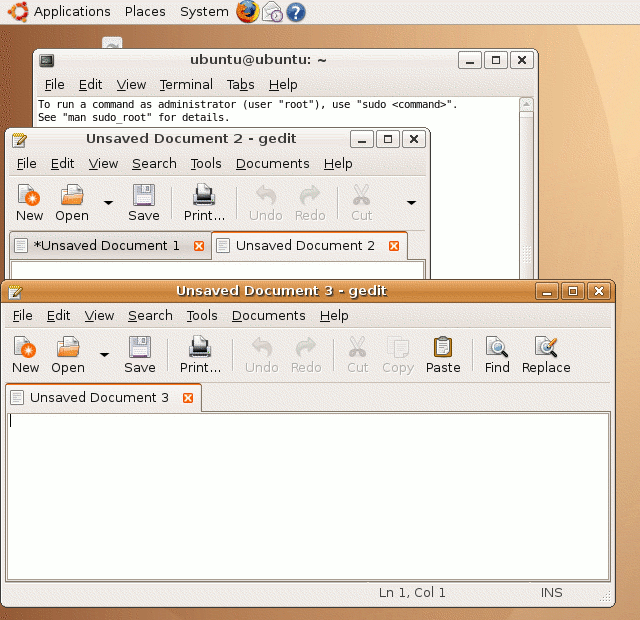 Applications Places System
ubuntu@ubuntu: ~
File Edit View Terminal Tabs Help
To run a command as administrator (user "root"), use "sudo <command>".
See "man sudo_root" for details.
Unsaved Document 2 - gedit
File Edit View Search Tools Documents Help
New Open Save Print... Undo Redo Cut
*Unsaved Document 1 Unsaved Document 2
Unsaved Document 3 - gedit
File Edit View Search Tools Documents Help
New Open Save Print... Undo Redo Cut Copy Paste Find Replace
Unsaved Document 3
Ln 1, Col 1 INS